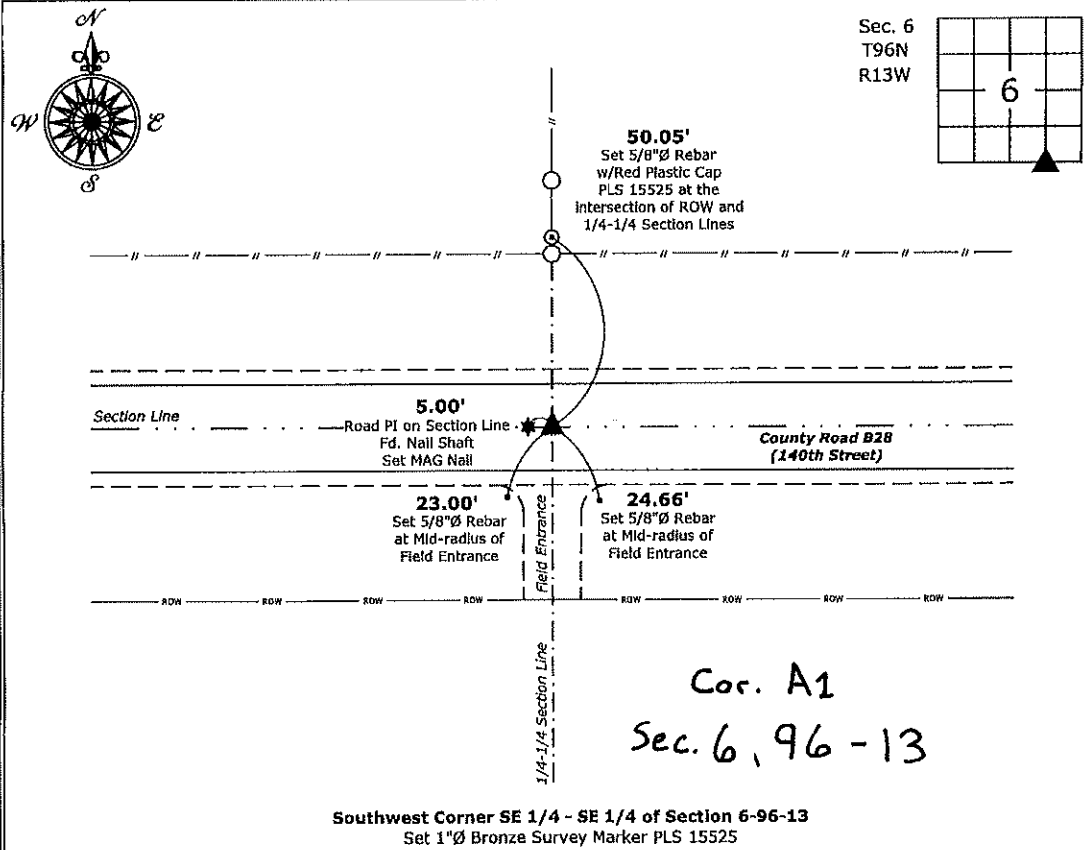 N
W
E
S
Sec. 6
T96N
R13W
6
50.05'
Set 5/8"Ø Rebar
w/Red Plastic Cap
PLS 15525 at the
intersection of ROW and
1/4-1/4 Section Lines
Section Line
5.00'
Road PI on Section Line
Fd. Nail Shaft
Set MAG Nail
County Road B28
(140th Street)
23.00'
Set 5/8"Ø Rebar
at Mid-radius of
Field Entrance
Field Entrance
24.66'
Set 5/8"Ø Rebar
at Mid-radius of
Field Entrance
ROW ROW ROW ROW ROW ROW ROW ROW
1/4-1/4 Section Line
Cor. A1
Sec. 6, 96-13
Southwest Corner SE 1/4 - SE 1/4 of Section 6-96-13
Set 1"Ø Bronze Survey Marker PLS 15525